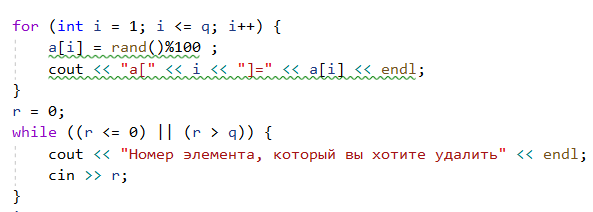 for (int i = 1; i <= q; i++) {
a[i] = rand()%100 ;
cout << "a[" << i << "]=" << a[i] << endl;
}
r = 0;
while ((r <= 0) || (r > q)) {
cout << "Номер элемента, который вы хотите удалить" << endl;
cin >> r;
}